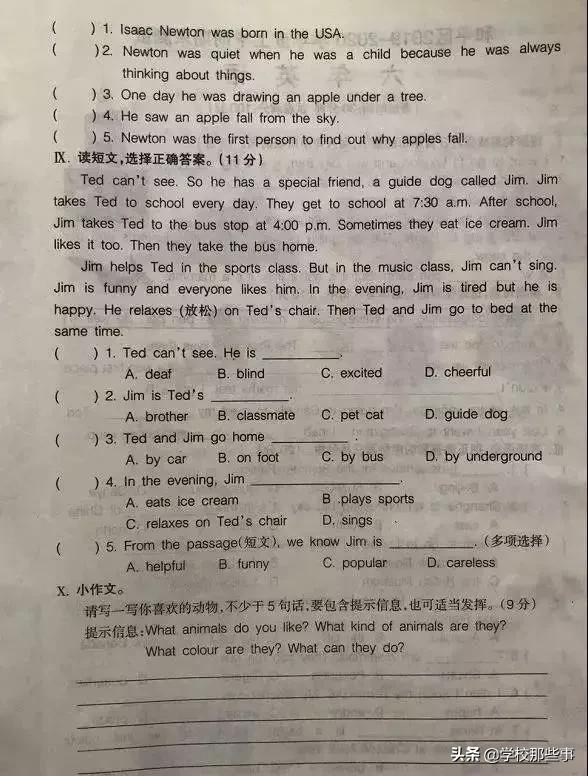 (    ) 1. Isaac Newton was born in the USA.
(    ) 2. Newton was quiet when he was a child because he was always
thinking about things.
(    ) 3. One day he was drawing an apple under a tree.
(    ) 4. He saw an apple fall from the sky.
(    ) 5. Newton was the first person to find out why apples fall.
Ⅸ. 读短文,选择正确答案。(11分)
Ted can't see. So he has a special friend, a guide dog called Jim. Jim
takes Ted to school every day. They get to school at 7:30 a.m. After school,
Jim takes Ted to the bus stop at 4:00 p.m. Sometimes they eat ice cream. Jim
likes it too. Then they take the bus home.
Jim helps Ted in the sports class. But in the music class, Jim can't sing.
Jim is funny and everyone likes him. In the evening, Jim is tired but he is
happy. He relaxes (放松) on Ted's chair. Then Ted and Jim go to bed at the
same time.
(    ) 1. Ted can't see. He is ________.
A. deaf B. blind C. excited D. cheerful
(    ) 2. Jim is Ted's ________.
A. brother B. classmate C. pet cat D. guide dog
(    ) 3. Ted and Jim go home ________ .
A. by car B. on foot C. by bus D. by underground
(    ) 4. In the evening, Jim ________.
A. eats ice cream B .plays sports
C. relaxes on Ted's chair D. sings
(    ) 5. From the passage(短文), we know Jim is ________. (多项选择)
A. helpful B. funny C. popular D. careless
Ⅹ. 小作文。
请写一写你喜欢的动物,不少于5句话,要包含提示信息,也可适当发挥。(9分)
提示信息:What animals do you like? What kind of animals are they?
What colour are they? What can they do?
头条 @学校那些事